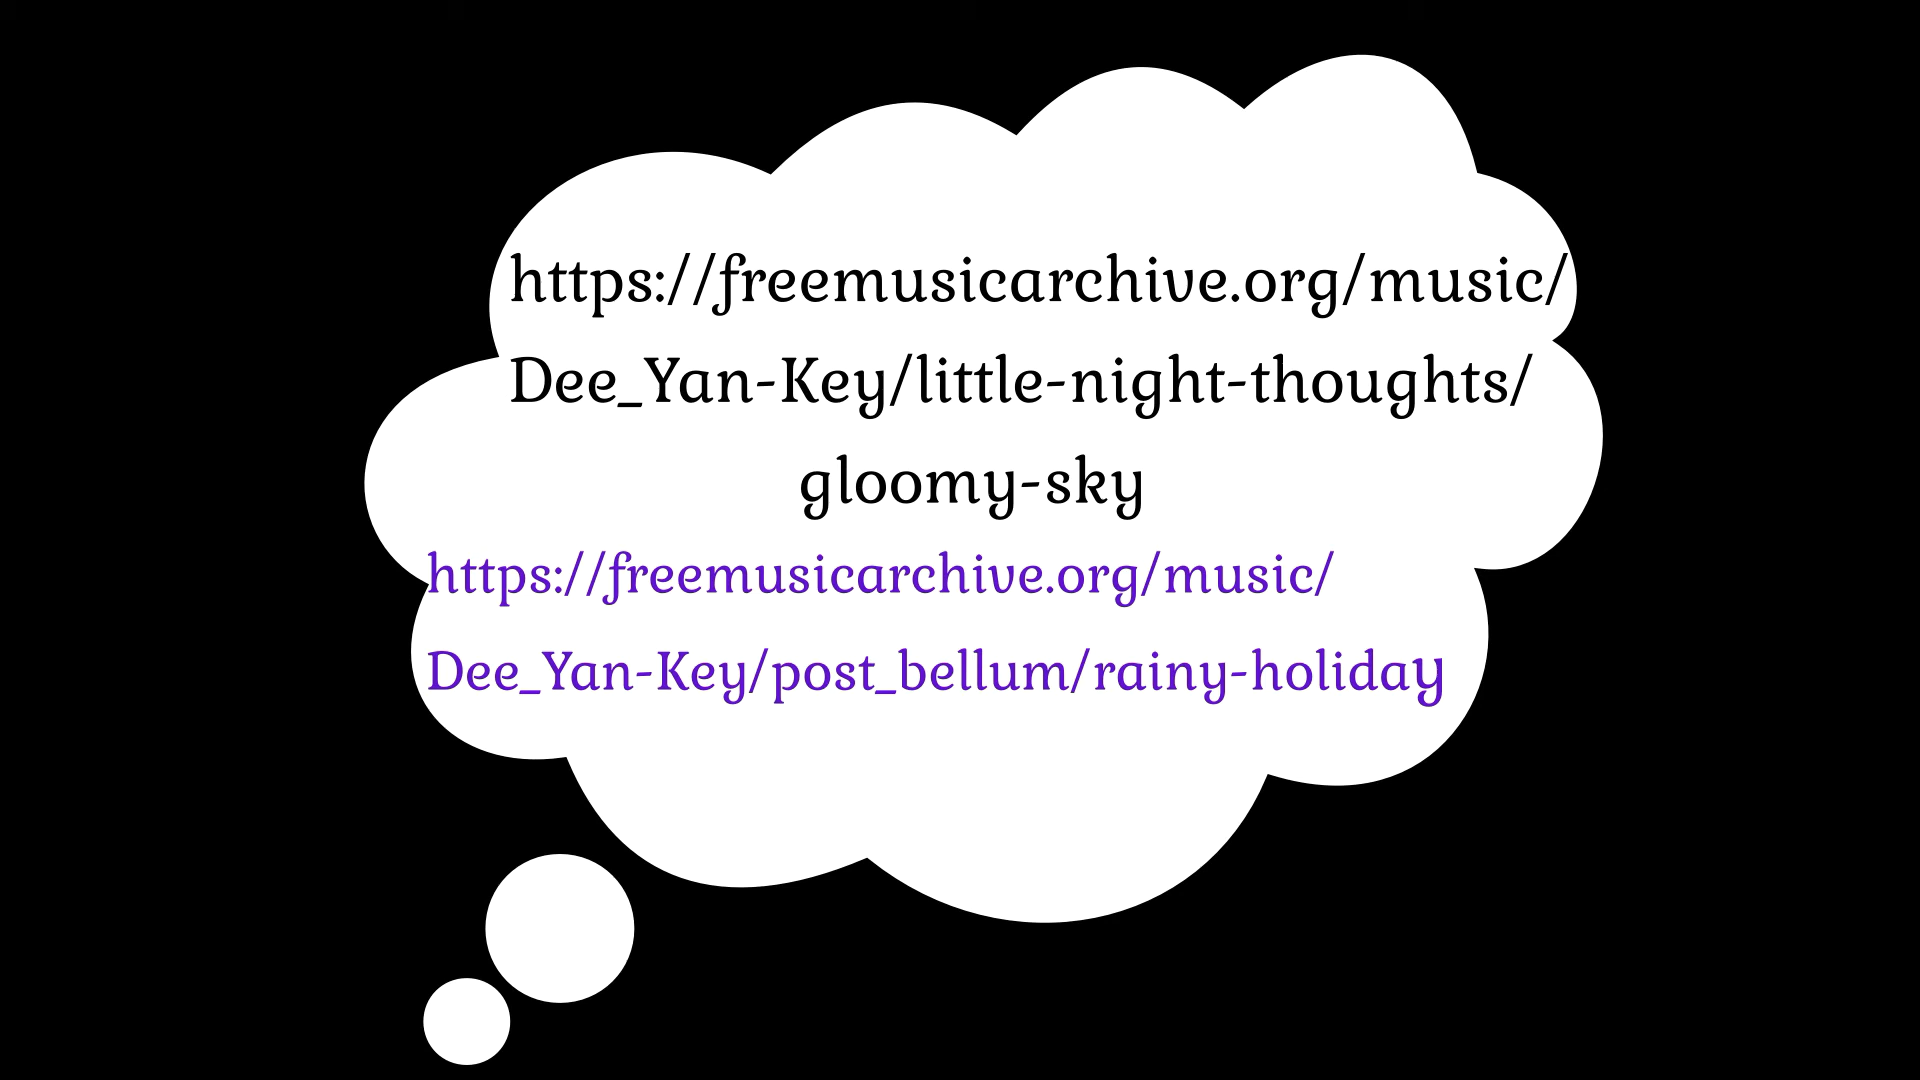 https://freemusicarchive.org/music/
Dee_Yan-Key/little-night-thoughts/
gloomy-sky
https://freemusicarchive.org/music/
Dee_Yan-Key/post_bellum/rainy-holiday